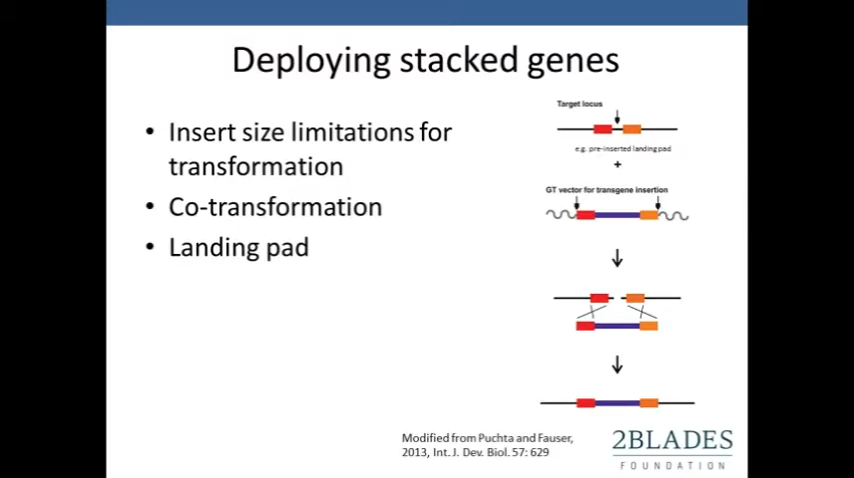 Deploying stacked genes
• Insert size limitations for
transformation
• Co-transformation
• Landing pad
Target locus
e.g. pre-inserted landing pad
+
GT vector for transgene insertion
Modified from Puchta and Fauser,
2013, Int. J. Dev. Biol. 57: 629
2BLADES
FOUNDATION